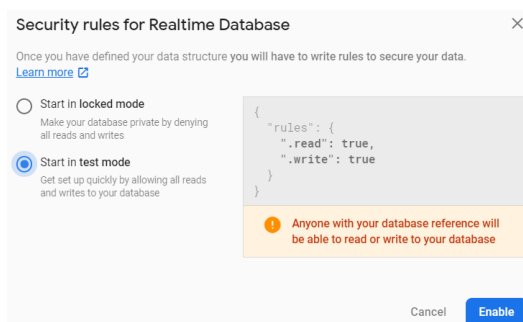 Security rules for Realtime Database
Once you have defined your data structure you will have to write rules to secure your data.
Learn more
Start in locked mode
Make your database private by denying
all reads and writes
Start in test mode
Get set up quickly by allowing all reads
and writes to your database
{
"rules": {
".read": true,
".write": true
}
}
Anyone with your database reference will
be able to read or write to your database
Cancel
Enable